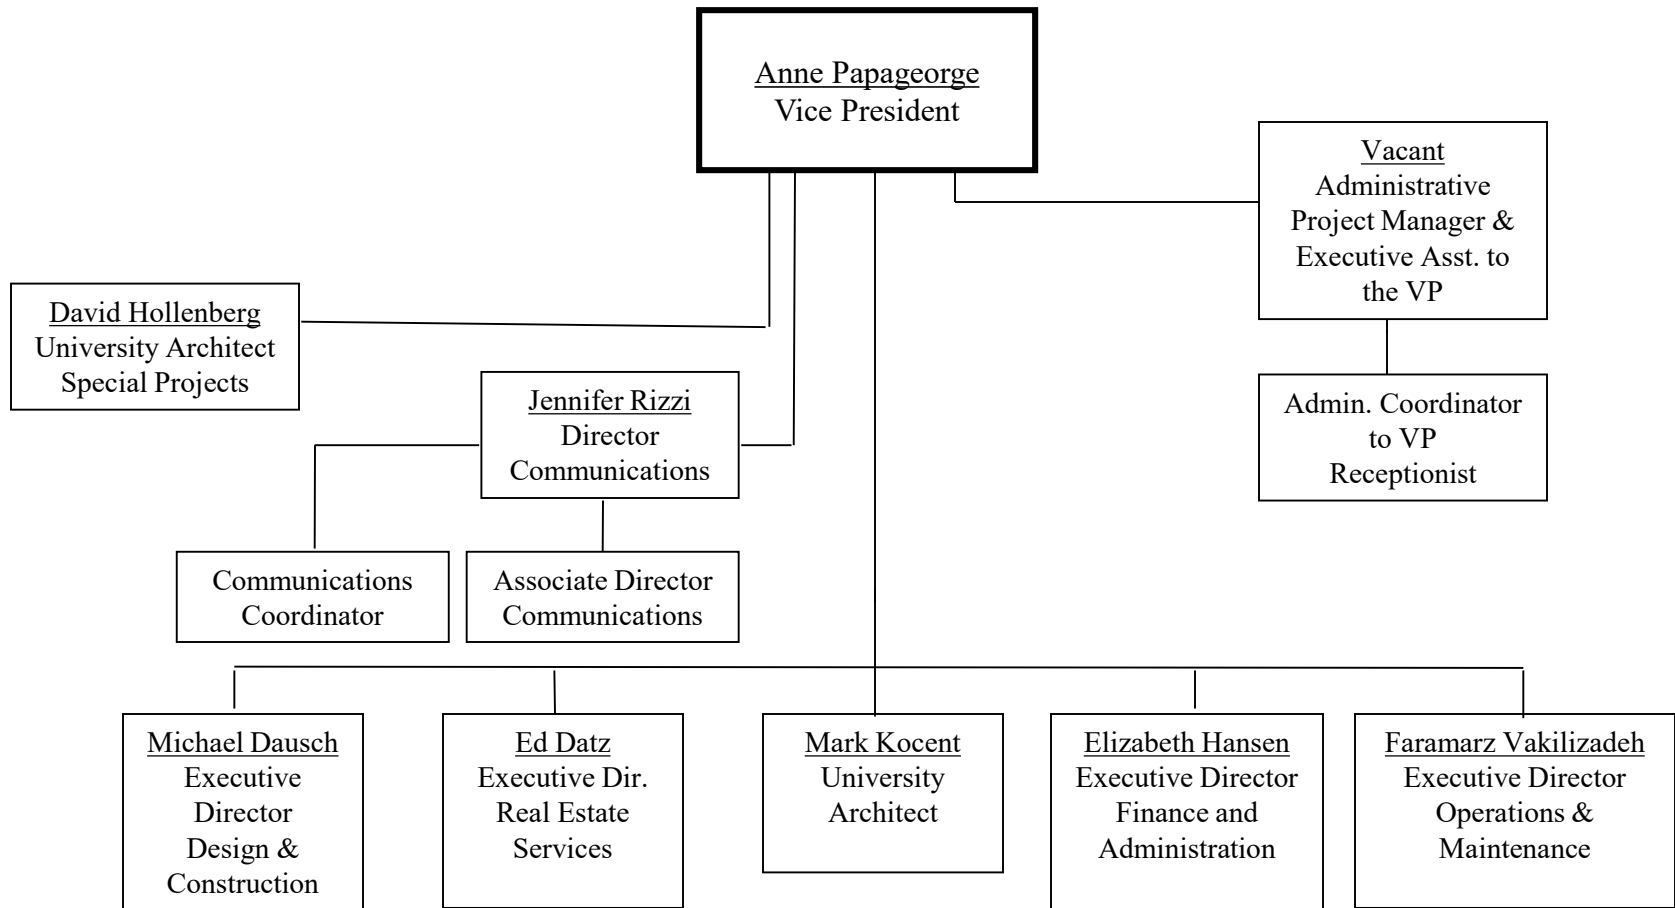 Anne Papageorge
Vice President
Vacant
Administrative
Project Manager &
Executive Asst. to
the VP
David Hollenberg
University Architect
Special Projects
Jennifer Rizzi
Director
Communications
Admin. Coordinator
to VP
Receptionist
Communications
Coordinator
Associate Director
Communications
Michael Dausch
Executive
Director
Design &
Construction
Ed Datz
Executive Dir.
Real Estate
Services
Mark Kocent
University
Architect
Elizabeth Hansen
Executive Director
Finance and
Administration
Faramarz Vakilizadeh
Executive Director
Operations &
Maintenance